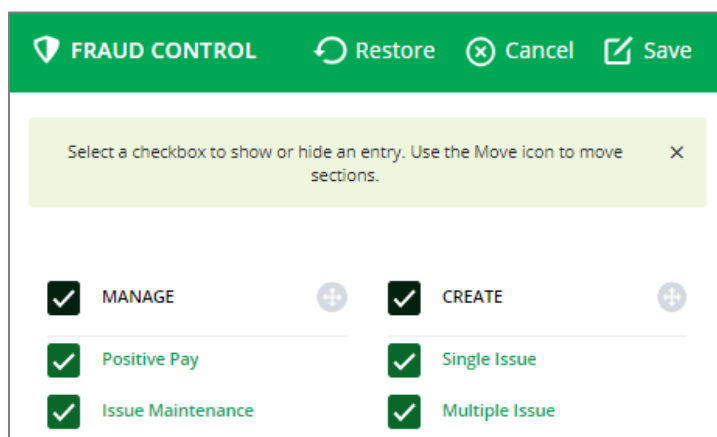 FRAUD CONTROL Restore Cancel Save
Select a checkbox to show or hide an entry. Use the Move icon to move
sections.
MANAGE
Positive Pay
Issue Maintenance
CREATE
Single Issue
Multiple Issue